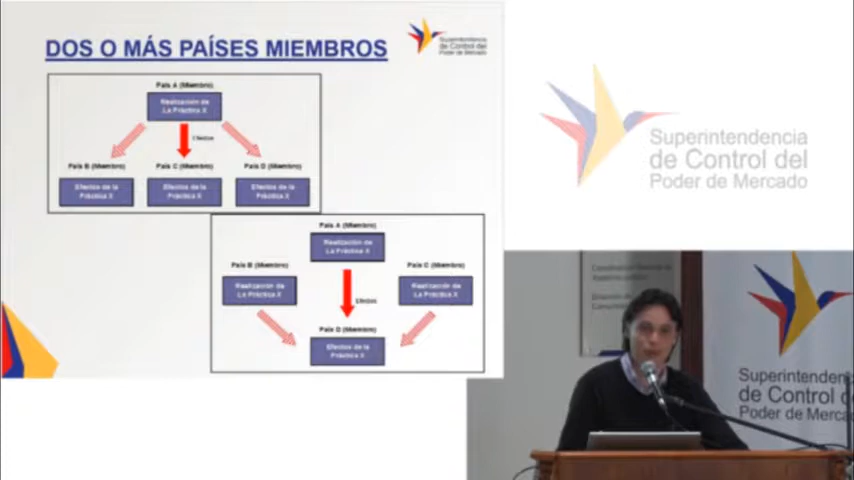 DOS O MÁS PAÍSES MIEMBROS
Superintendencia
de Control del
Poder de Mercado
País A (Miembro)
Realización de
La Práctica X
Efectos
País B (Miembro)
País C (Miembro)
País D (Miembro)
Efectos de la
Práctica X
Efectos de la
Práctica X
Efectos de la
Práctica X
País A (Miembro)
Realización de
La Práctica X
País B (Miembro)
País C (Miembro)
Realización de
La Práctica X
Realización de
La Práctica X
Efectos
País D (Miembro)
Efectos de la
Práctica X
Superintendencia
de Control del
Poder de Mercado
Superintendenc
de Control d
Poder de Merca